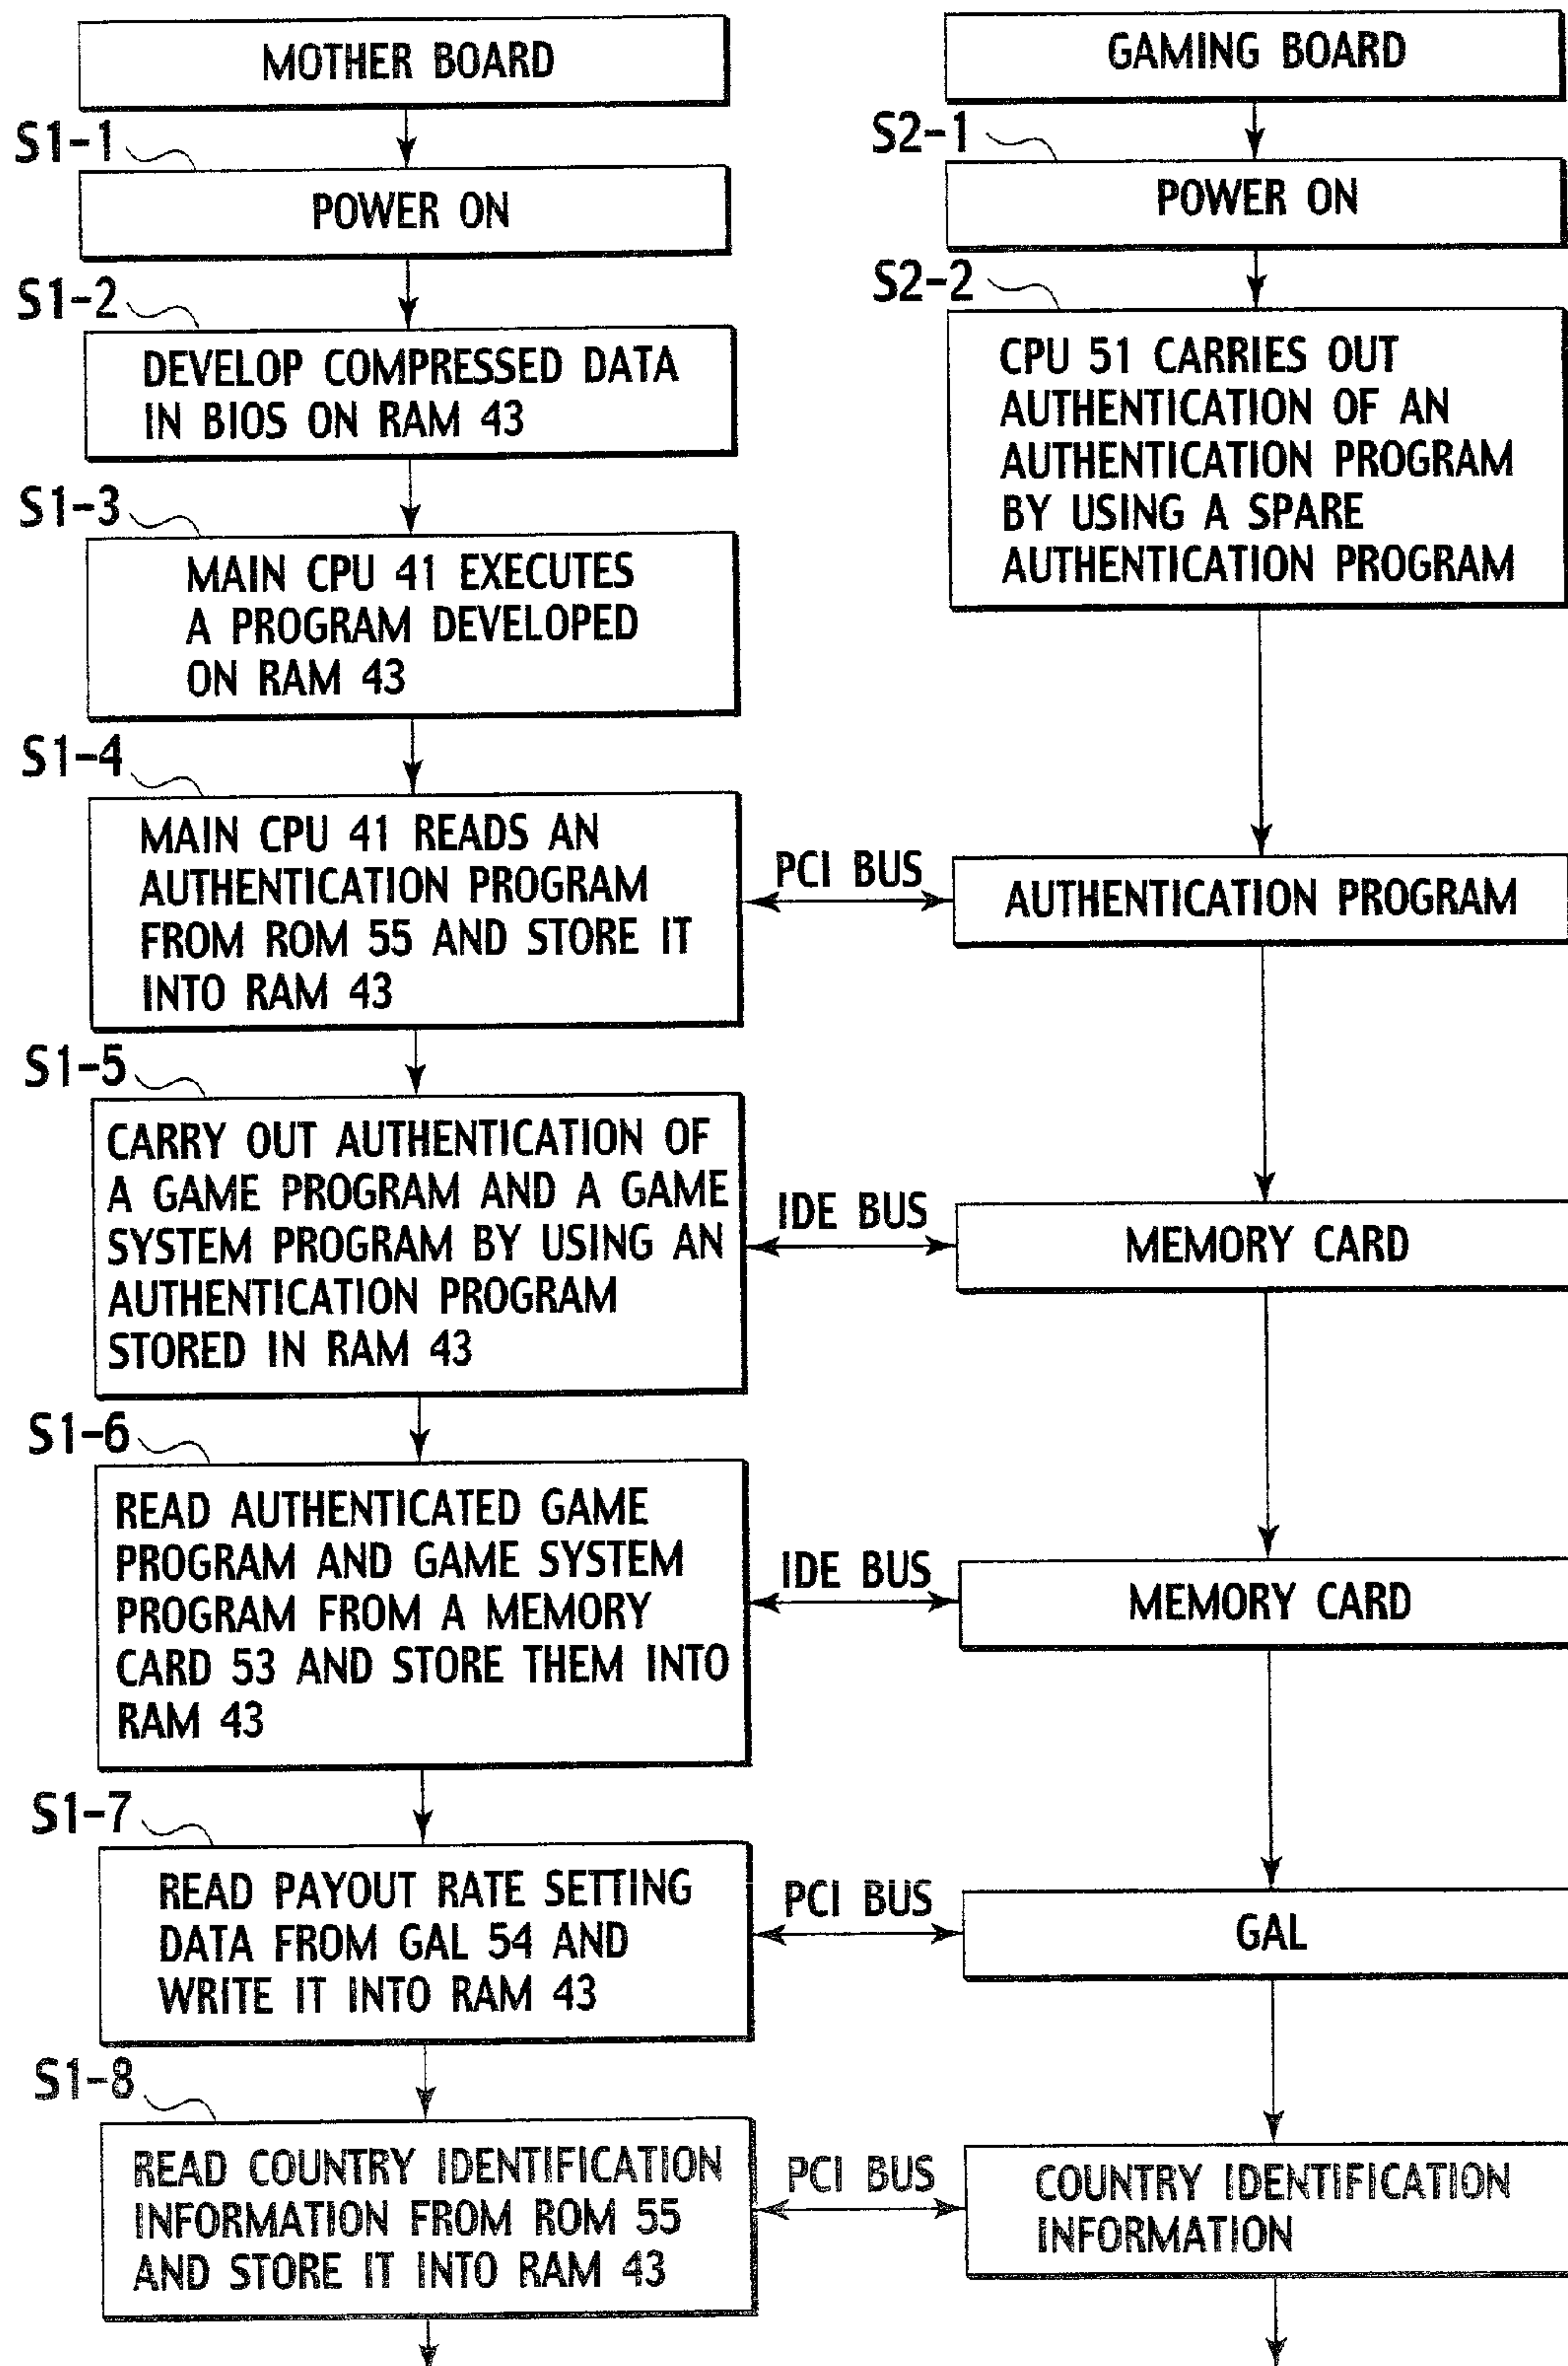 MOTHER BOARD
S1-1
POWER ON
S1-2
DEVELOP COMPRESSED DATA
IN BIOS ON RAM 43
S1-3
MAIN CPU 41 EXECUTES
A PROGRAM DEVELOPED
ON RAM 43
S1-4
MAIN CPU 41 READS AN
AUTHENTICATION PROGRAM
FROM ROM 55 AND STORE IT
INTO RAM 43
S1-5
CARRY OUT AUTHENTICATION OF
A GAME PROGRAM AND A GAME
SYSTEM PROGRAM BY USING AN
AUTHENTICATION PROGRAM
STORED IN RAM 43
S1-6
READ AUTHENTICATED GAME
PROGRAM AND GAME SYSTEM
PROGRAM FROM A MEMORY
CARD 53 AND STORE THEM INTO
RAM 43
S1-7
READ PAYOUT RATE SETTING
DATA FROM GAL 54 AND
WRITE IT INTO RAM 43
S1-8
READ COUNTRY IDENTIFICATION
INFORMATION FROM ROM 55
AND STORE IT INTO RAM 43
PCI BUS
IDE BUS
IDE BUS
PCI BUS
PCI BUS
GAMING BOARD
S2-1
POWER ON
S2-2
CPU 51 CARRIES OUT
AUTHENTICATION OF AN
AUTHENTICATION PROGRAM
BY USING A SPARE
AUTHENTICATION PROGRAM
AUTHENTICATION PROGRAM
MEMORY CARD
MEMORY CARD
GAL
COUNTRY IDENTIFICATION
INFORMATION